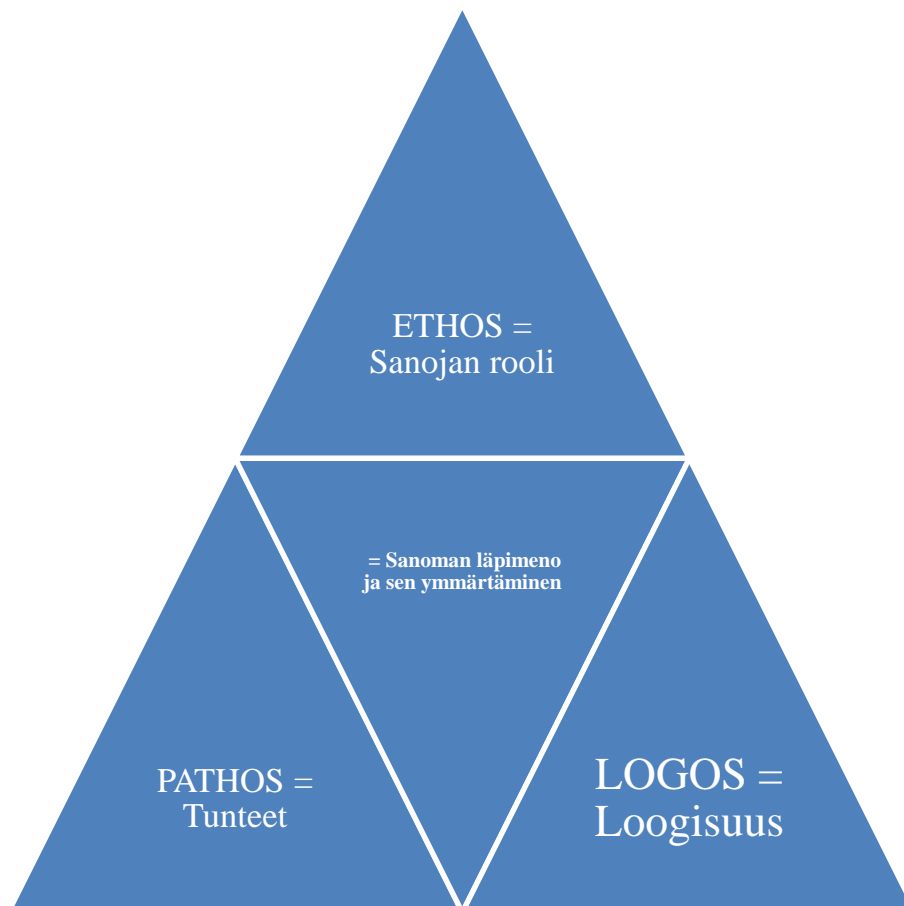 ETHOS =
Sanojan rooli
= Sanoman läpimeno
ja sen ymmärtäminen
PATHOS =
Tunteet
LOGOS =
Loogisuus